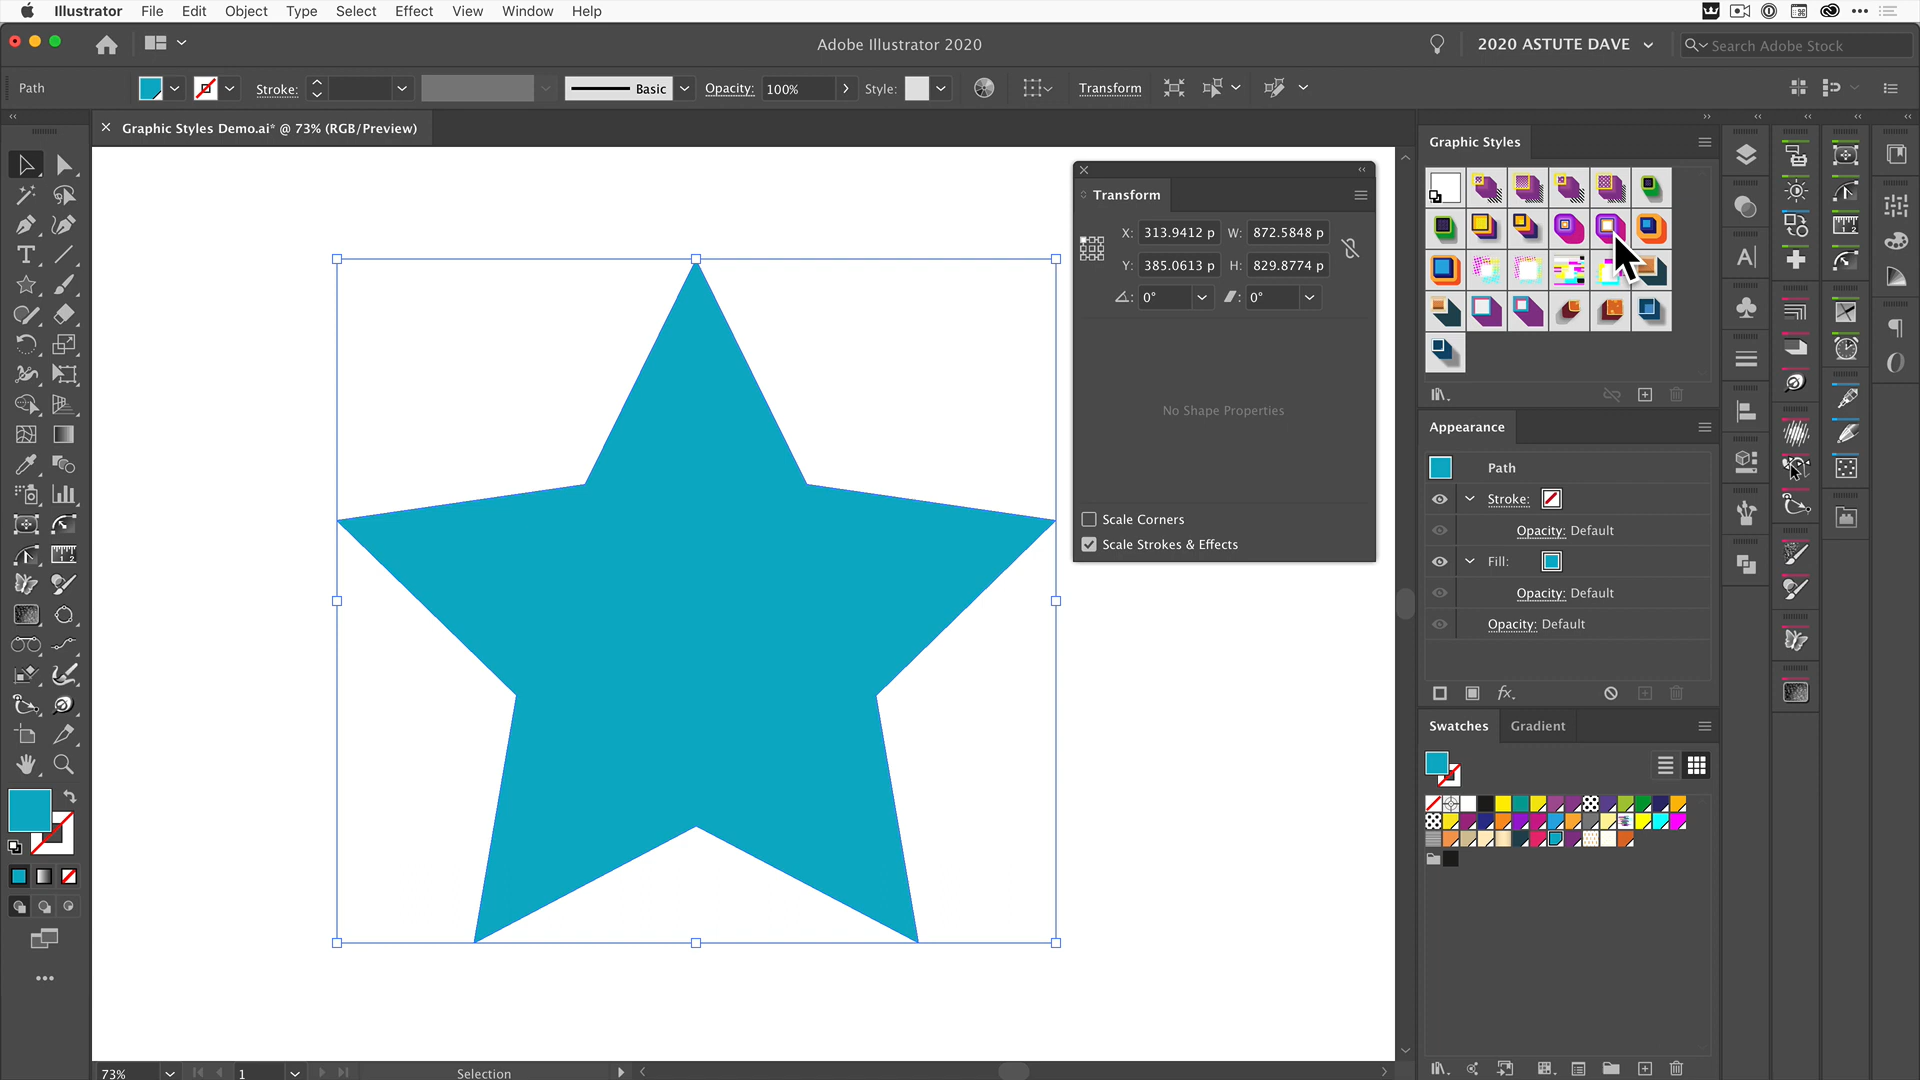 Illustrator File Edit Object Type Select Effect View Window Help
Adobe Illustrator 2020
2020 ASTUTE DAVE
Search Adobe Stock
Path
Stroke:
Basic
Opacity: 100%
Style:
Transform
Graphic Styles Demo.ai* @ 73% (RGB/Preview)
Transform
X: 313.9412 p W: 872.5848 p
Y: 385.0613 p H: 829.8774 p
0° 0°
No Shape Properties
Scale Corners
Scale Strokes & Effects
Graphic Styles
Appearance
Path
Stroke:
Opacity: Default
Fill:
Opacity: Default
Opacity: Default
fx.
Swatches Gradient
73%
1
Selection